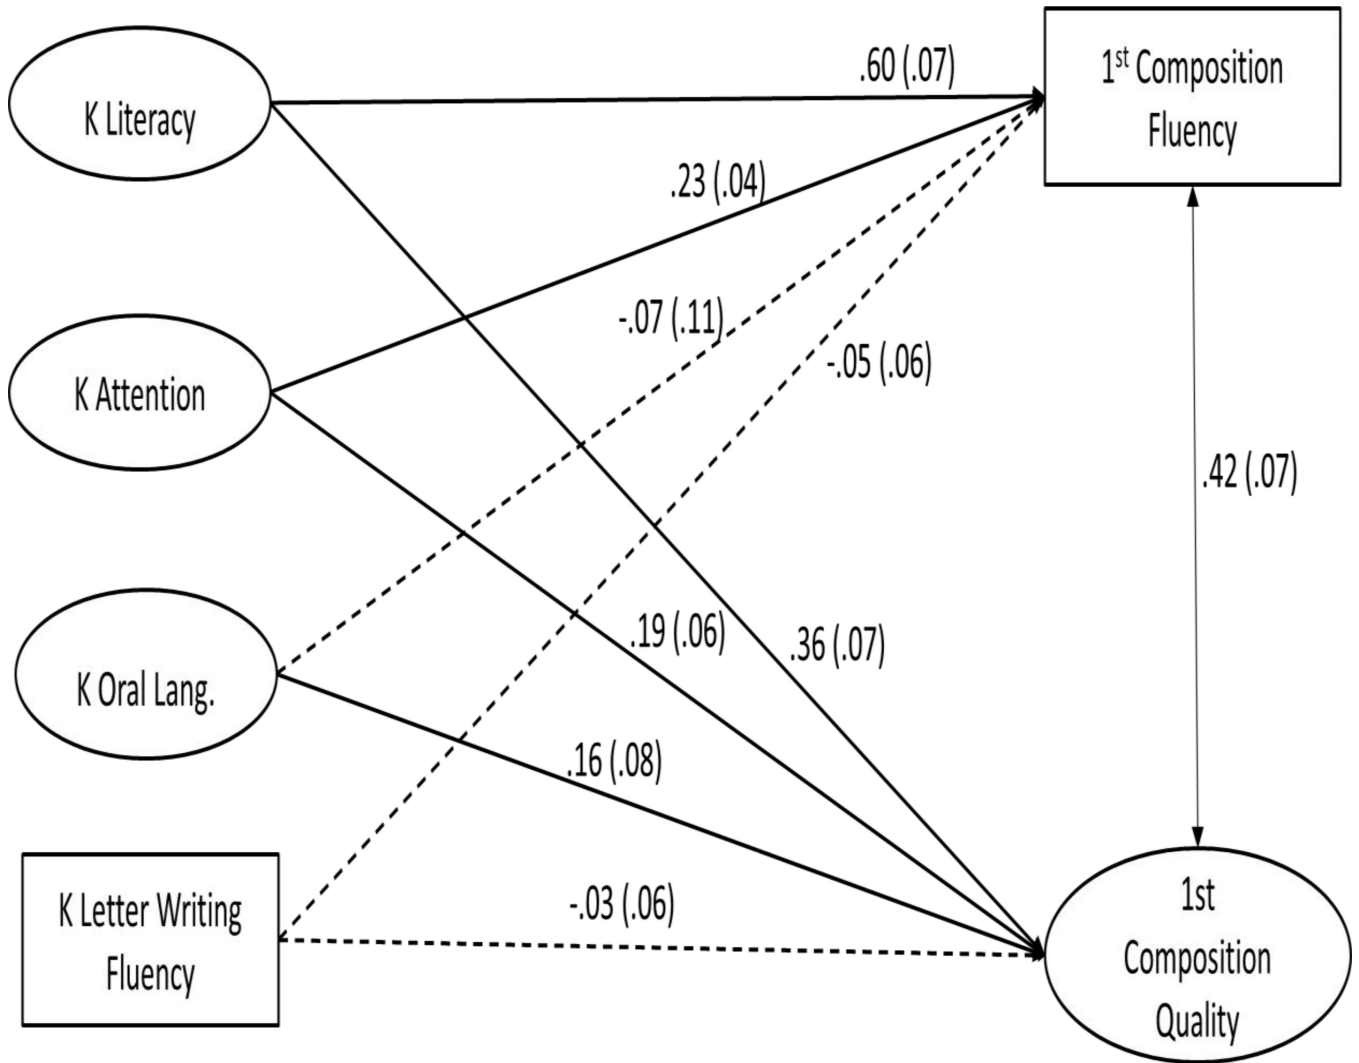 K Literacy
.60 (.07)
1st Composition
Fluency
.23 (.04)
K Attention
-.07 (.11)
-.05 (.06)
.42 (.07)
K Oral Lang.
.19 (.06)
.36 (.07)
.16 (.08)
K Letter Writing
Fluency
-.03 (.06)
1st
Composition
Quality